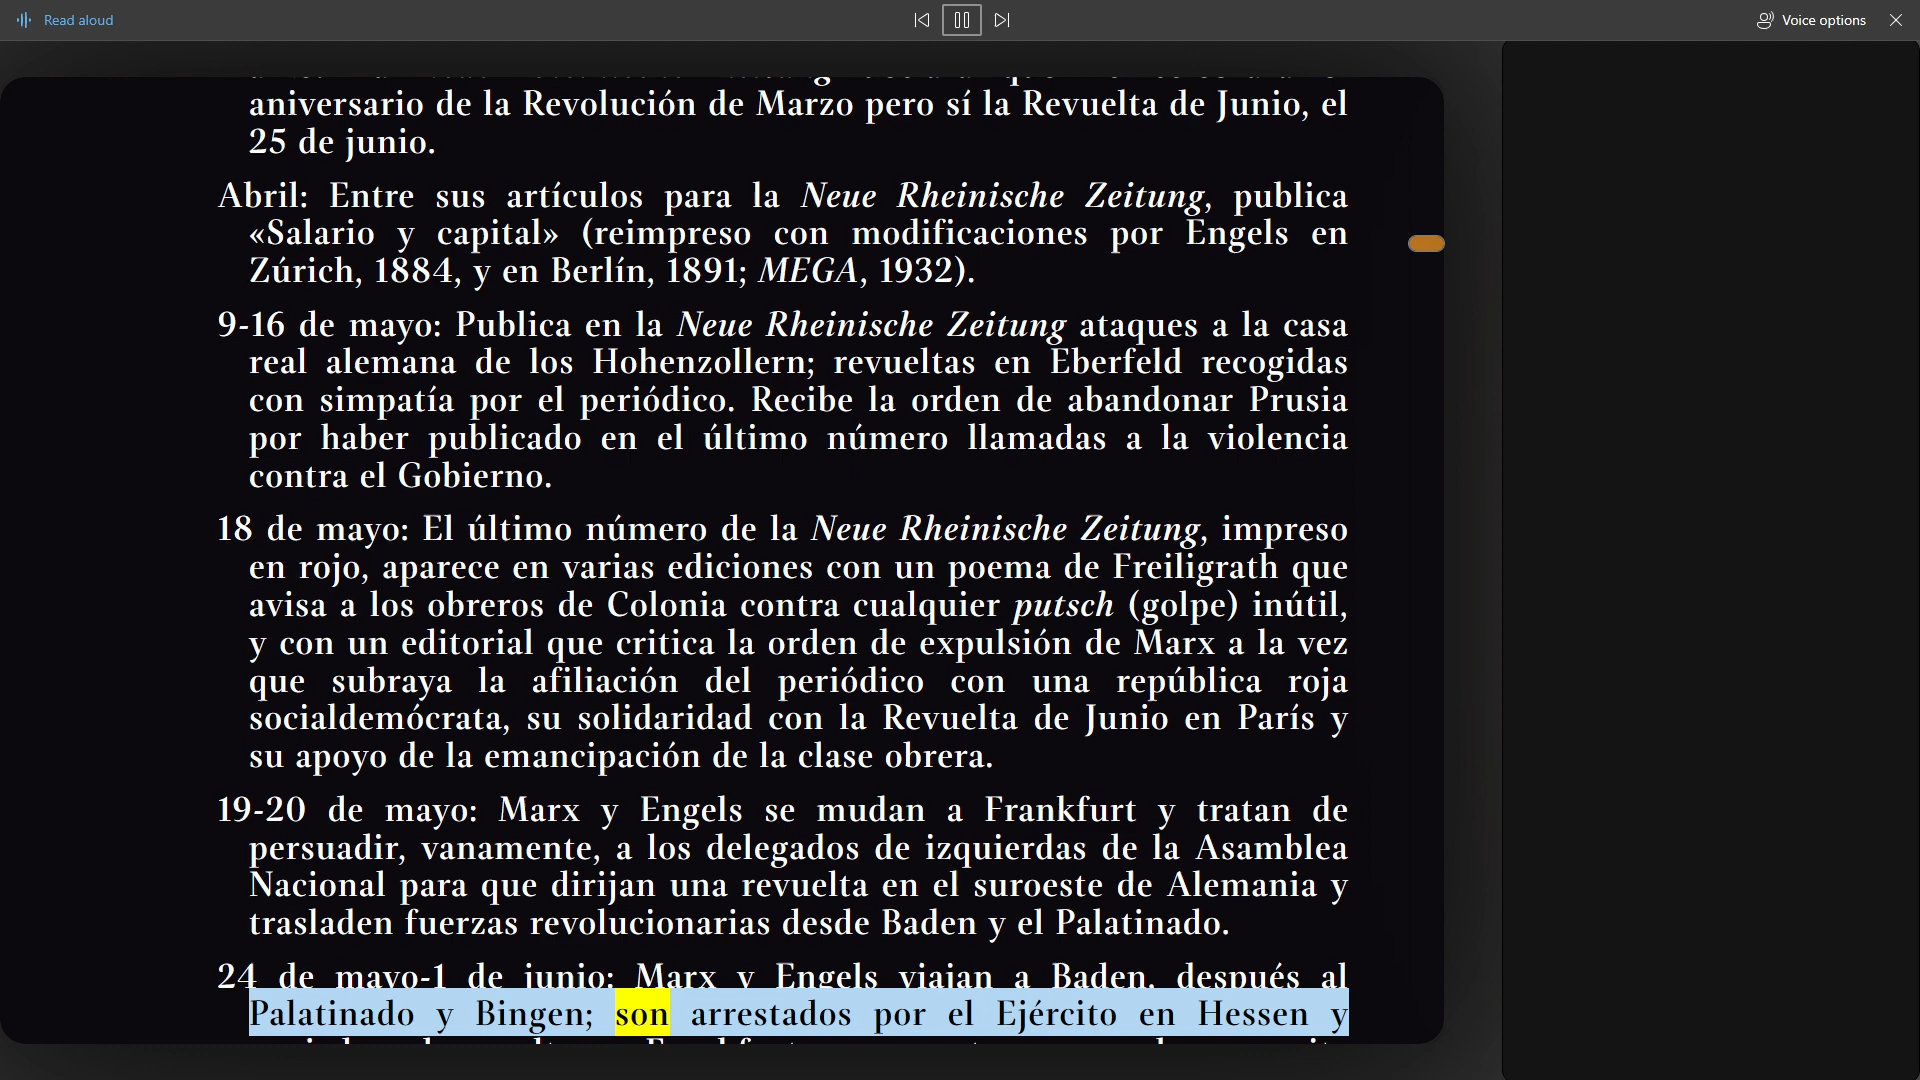 Read aloud
Voice options
aniversario de la Revolución de Marzo pero sí la Revuelta de Junio, el
25 de junio.
Abril: Entre sus artículos para la Neue Rheinische Zeitung, publica
«Salario y capital» (reimpreso con modificaciones por Engels en
Zúrich, 1884, y en Berlín, 1891; MEGA, 1932).
9-16 de mayo: Publica en la Neue Rheinische Zeitung ataques a la casa
real alemana de los Hohenzollern; revueltas en Eberfeld recogidas
con simpatía por el periódico. Recibe la orden de abandonar Prusia
por haber publicado en el último número llamadas a la violencia
contra el Gobierno.
18 de mayo: El último número de la Neue Rheinische Zeitung, impreso
en rojo, aparece en varias ediciones con un poema de Freiligrath que
avisa a los obreros de Colonia contra cualquier putsch (golpe) inútil,
y con un editorial que critica la orden de expulsión de Marx a la vez
que subraya la afiliación del periódico con una república roja
socialdemócrata, su solidaridad con la Revuelta de Junio en París y
su apoyo de la emancipación de la clase obrera.
19-20 de mayo: Marx y Engels se mudan a Frankfurt y tratan de
persuadir, vanamente, a los delegados de izquierdas de la Asamblea
Nacional para que dirijan una revuelta en el suroeste de Alemania y
trasladen fuerzas revolucionarias desde Baden y el Palatinado.
24 de mayo-1 de junio: Marx y Engels viajan a Baden, después al
Palatinado y Bingen; son arrestados por el Ejército en Hessen y